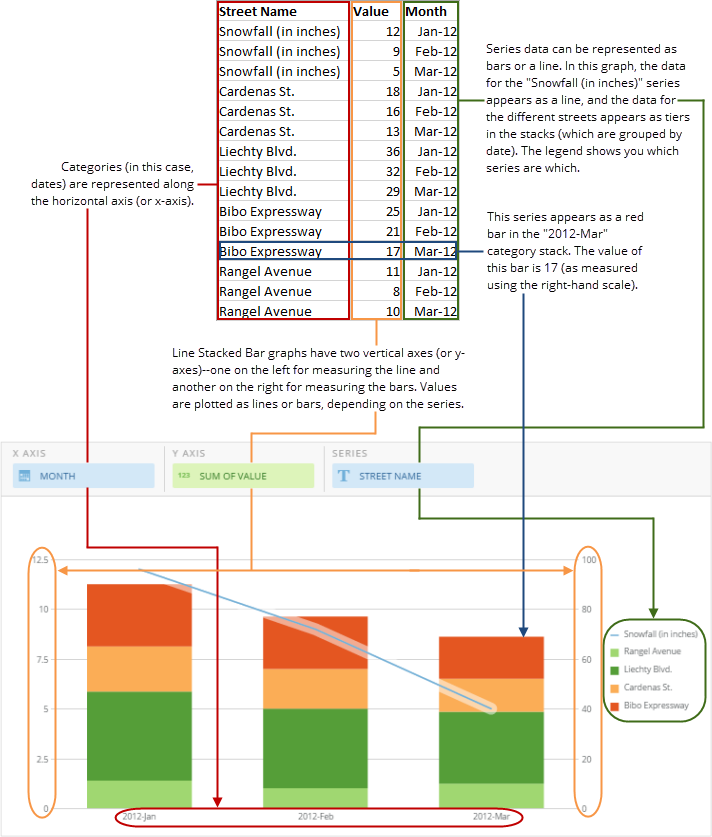 Street Name Value Month
Snowfall (in inches) 12 Jan-12
Snowfall (in inches) 9 Feb-12
Snowfall (in inches) 5 Mar-12
Cardenas St. 18 Jan-12
Cardenas St. 16 Feb-12
Cardenas St. 13 Mar-12
Liechty Blvd. 36 Jan-12
Liechty Blvd. 32 Feb-12
Liechty Blvd. 29 Mar-12
Bibo Expressway 25 Jan-12
Bibo Expressway 21 Feb-12
Bibo Expressway 17 Mar-12
Rangel Avenue 11 Jan-12
Rangel Avenue 8 Feb-12
Rangel Avenue 10 Mar-12
Series data can be represented as
bars or a line. In this graph, the data
for the "Snowfall (in inches)" series
appears as a line, and the data for
the different streets appears as tiers
in the stacks (which are grouped by
date). The legend shows you which
series are which.
Categories (in this case,
dates) are represented along
the horizontal axis (or x-axis).
This series appears as a red
bar in the "2012-Mar"
category stack. The value of
this bar is 17 (as measured
using the right-hand scale).
Line Stacked Bar graphs have two vertical axes (or y-
axes)--one on the left for measuring the line and
another on the right for measuring the bars. Values
are plotted as lines or bars, depending on the series.
X AXIS Y AXIS SERIES
MONTH 123 SUM OF VALUE T STREET NAME
12.5 100
10 80
7.5 60
5 40
2.5 20
0 0
2012-Jan 2012-Feb 2012-Mar
Snowfall (in inches)
Rangel Avenue
Liechty Blvd.
Cardenas St.
Bibo Expressway